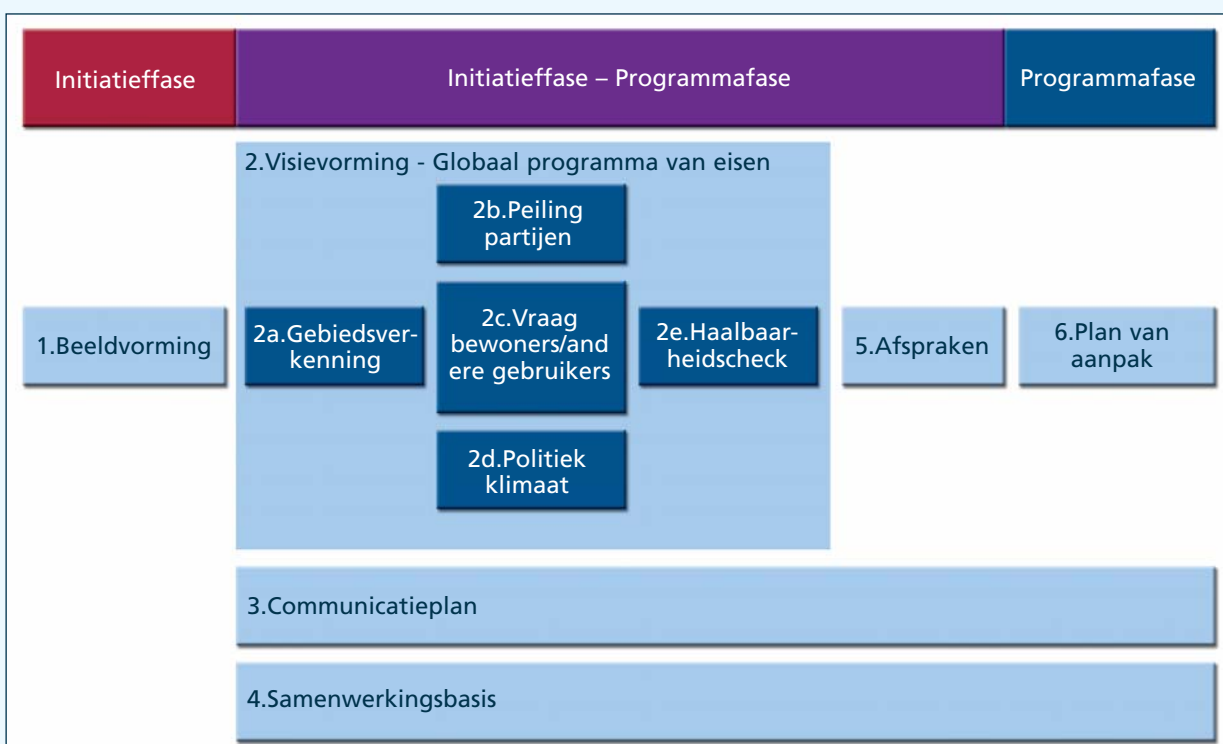 Initiatieffase
Initiatieffase – Programmafase
Programmafase
2.Visievorming - Globaal programma van eisen
2b.Peiling
partijen
1.Beeldvorming
2a.Gebiedsver-
kenning
2c.Vraag
bewoners/and
ere gebruikers
2e.Haalbaar-
heidscheck
5.Afspraken
6.Plan van
aanpak
2d.Politiek
klimaat
3.Communicatieplan
4.Samenwerkingsbasis